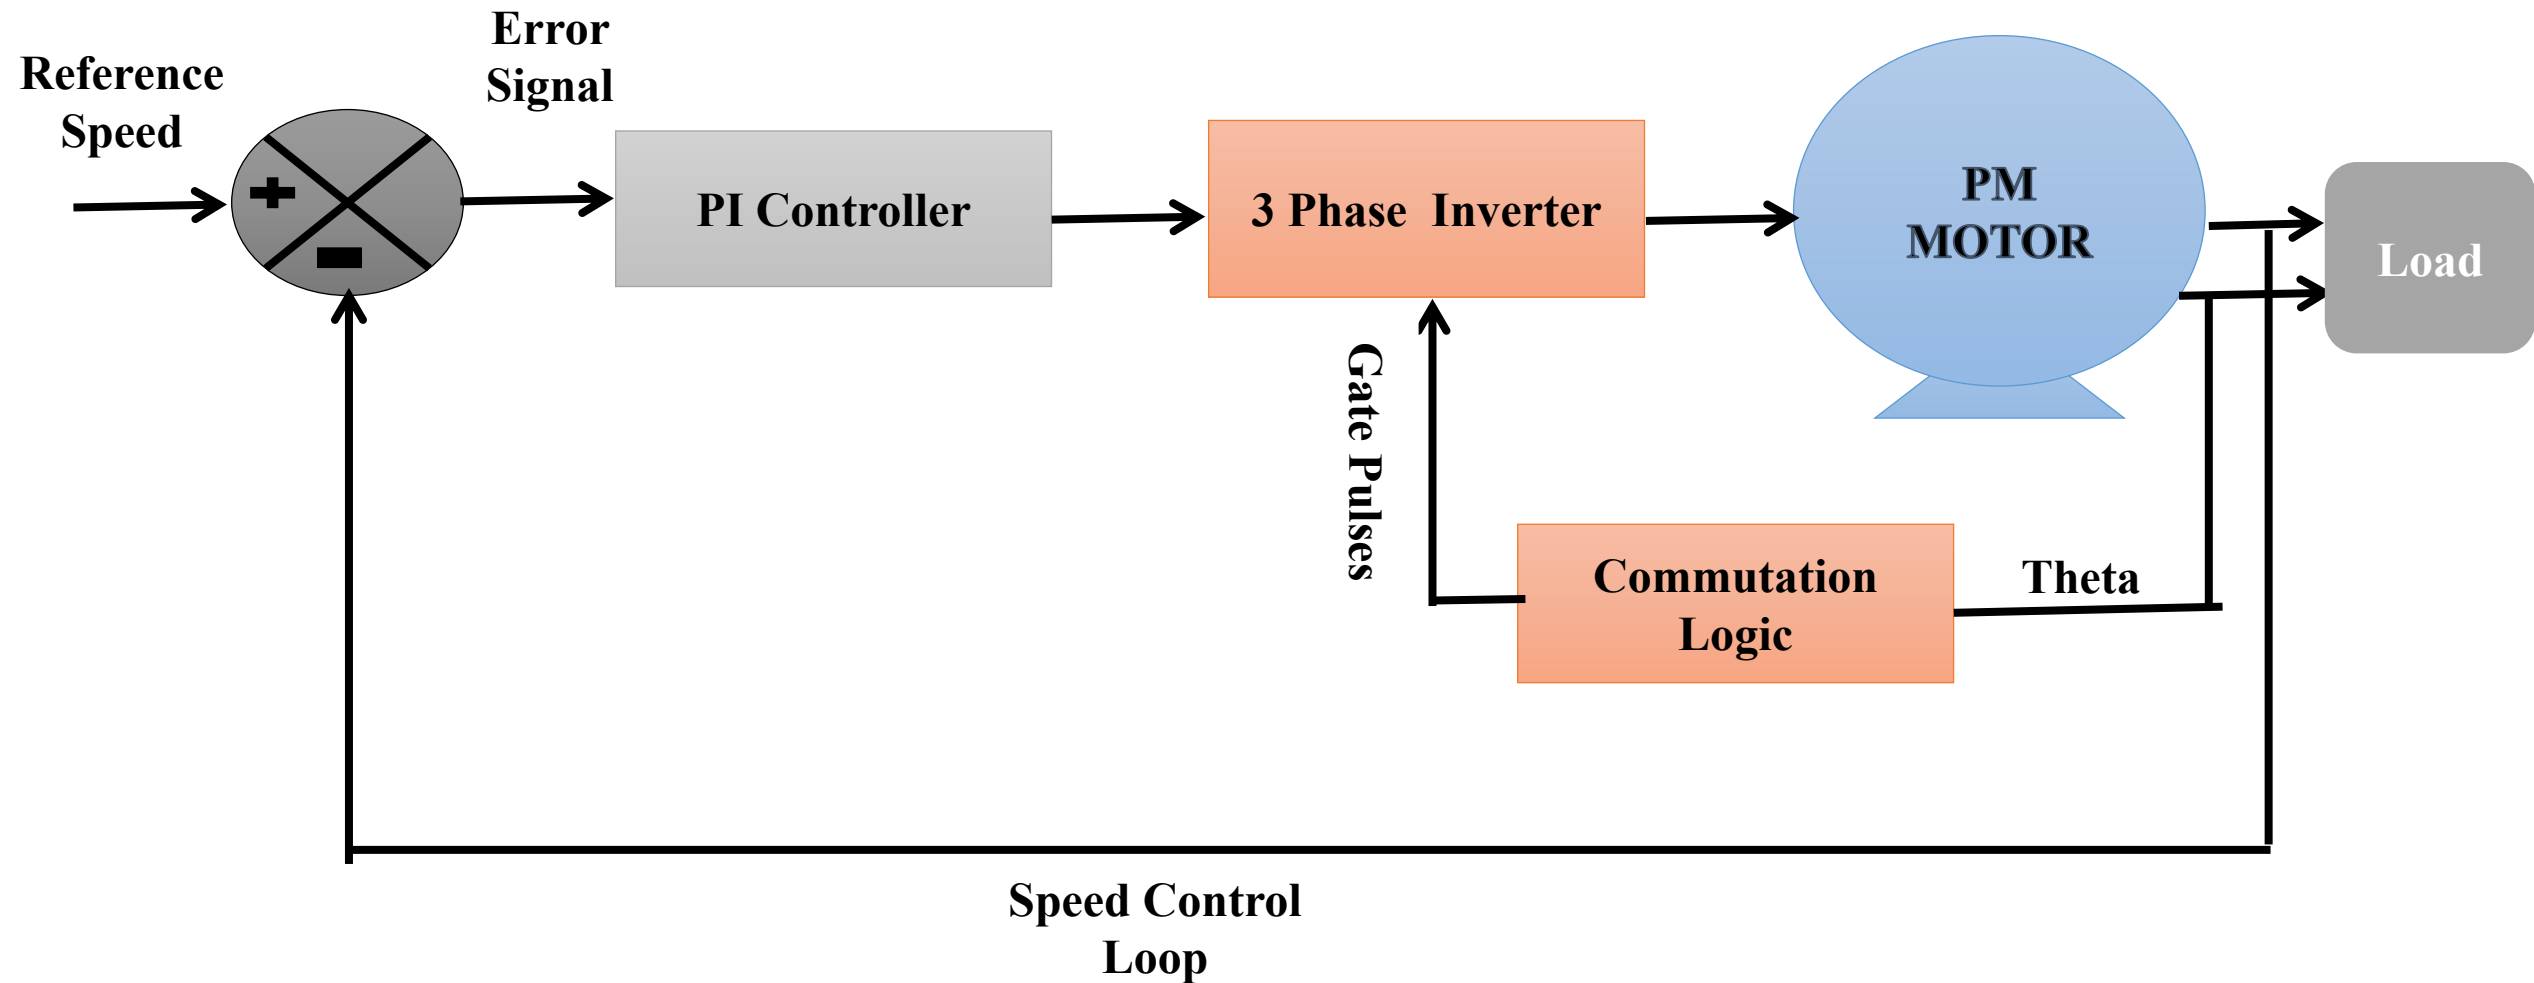 Error
Signal
Reference
Speed
PI Controller
3 Phase  Inverter
PM
MOTOR
Load
Gate Pulses
Commutation
Logic
Theta
Speed Control
Loop